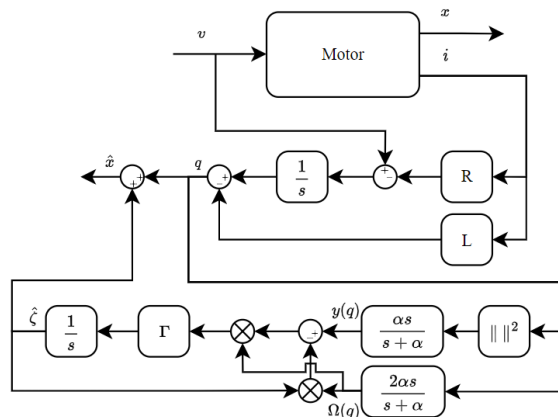 x
v
Motor
i
+
−
x̂
+
+
q
−
+
1/s
R
L
ζ̂
1/s
Γ
y(q)
αs/(s + α)
‖ ‖²
−
+
2αs/(s + α)
Ω(q)